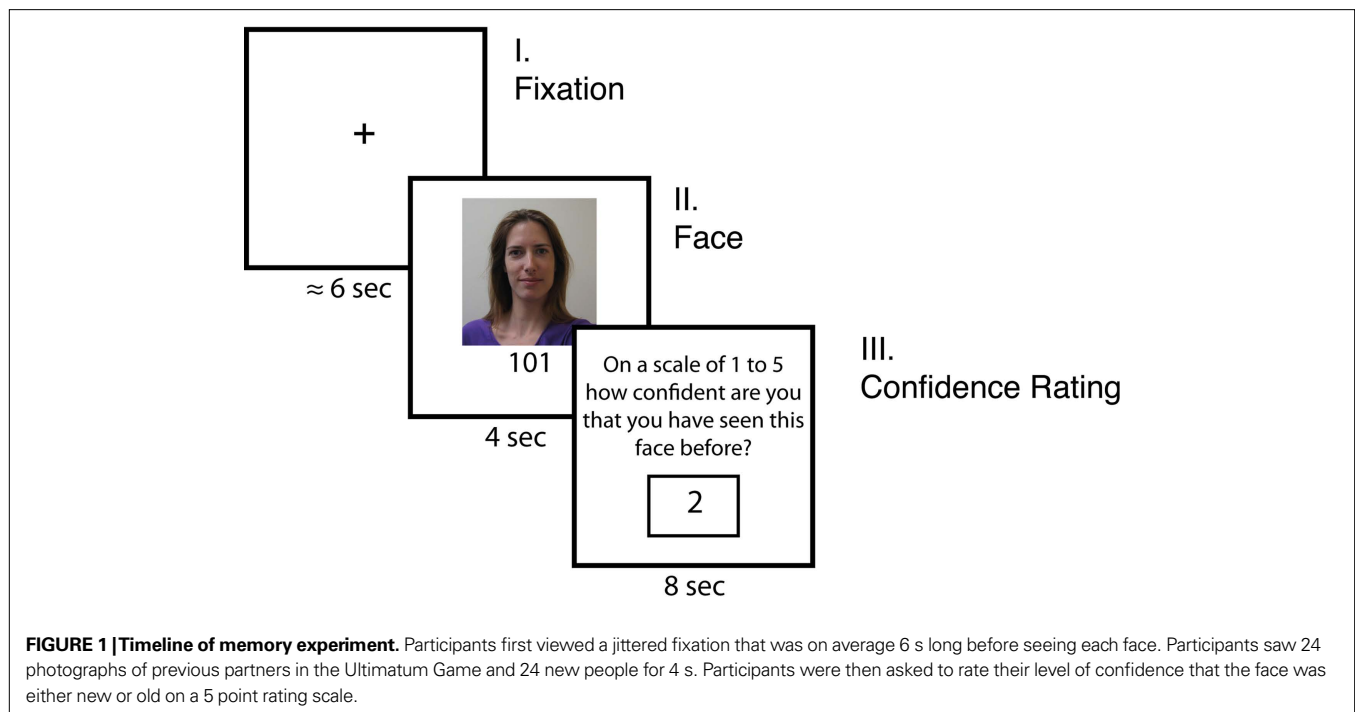 I.
Fixation
+
≈ 6 sec
II.
Face
101
4 sec
III.
Confidence Rating
On a scale of 1 to 5
how confident are you
that you have seen this
face before?
2
8 sec
FIGURE 1 | Timeline of memory experiment. Participants first viewed a jittered fixation that was on average 6 s long before seeing each face. Participants saw 24
photographs of previous partners in the Ultimatum Game and 24 new people for 4 s. Participants were then asked to rate their level of confidence that the face was
either new or old on a 5 point rating scale.